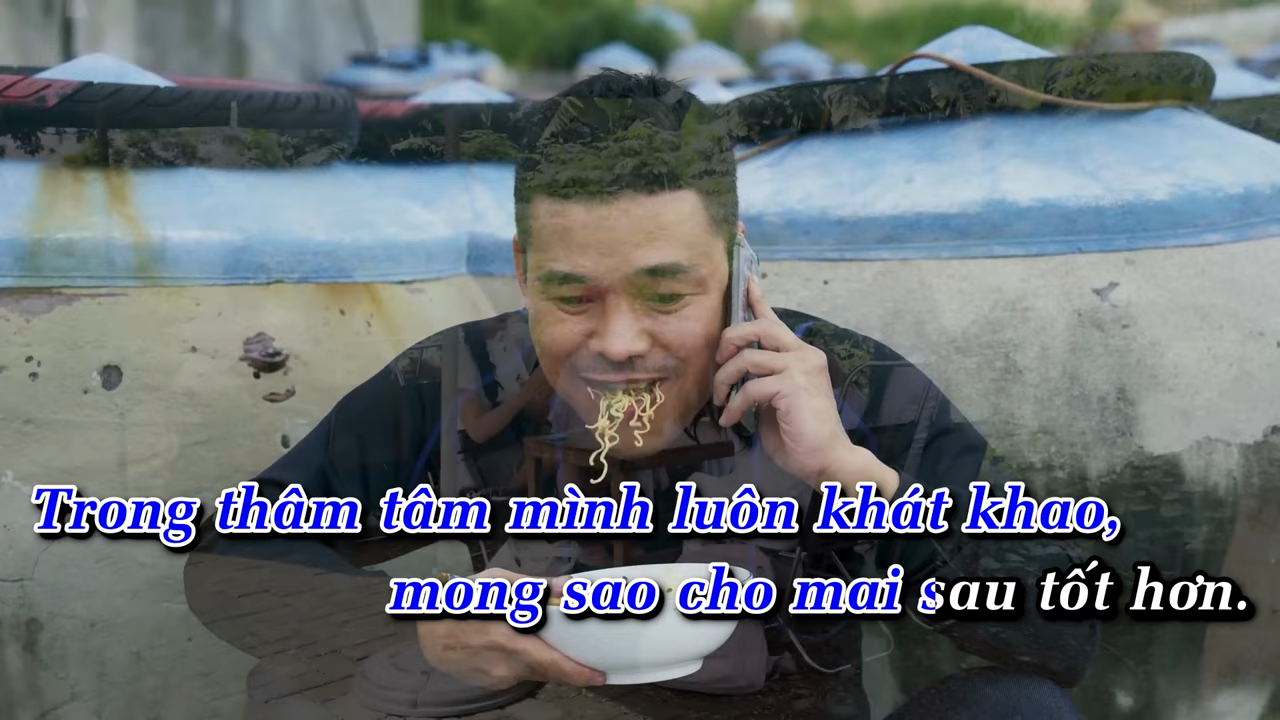 Trong thâm tâm mình luôn khát khao,
mong sao cho mai sau tốt hơn.